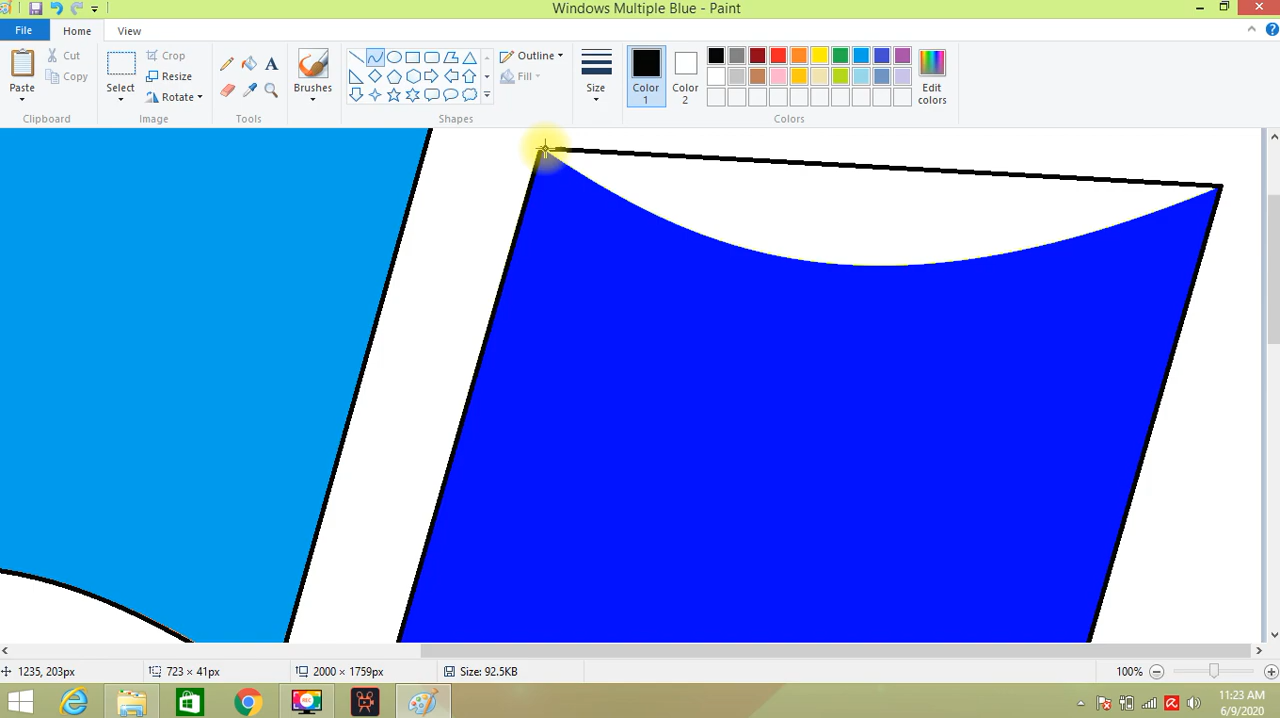 Windows Multiple Blue - Paint
File
Home
View
Paste
Cut
Copy
Clipboard
Select
Crop
Resize
Rotate
Image
Tools
Brushes
Outline
Fill
Shapes
Size
Color 1
Color 2
Edit colors
Colors
1235, 203px
723 × 41px
2000 × 1759px
Size: 92.5KB
100%
11:23 AM
6/9/2020